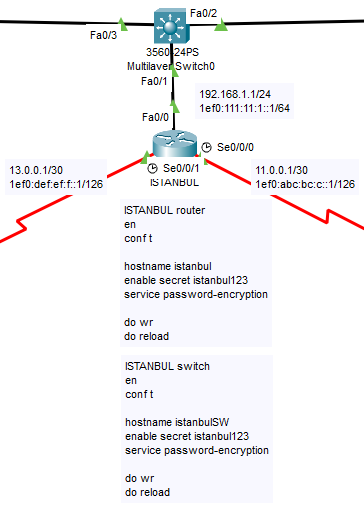 Fa0/2
Fa0/3
3560-24PS
Multilayer Switch0
Fa0/1
192.168.1.1/24
1ef0:111:11:1::1/64
Fa0/0
Se0/0/0
13.0.0.1/30
1ef0:def:ef:f::1/126
Se0/0/1
ISTANBUL
11.0.0.1/30
1ef0:abc:bc:c::1/126
ISTANBUL router
en
conf t
hostname istanbul
enable secret istanbul123
service password-encryption
do wr
do reload
ISTANBUL switch
en
conf t
hostname istanbulSW
enable secret istanbul123
service password-encryption
do wr
do reload